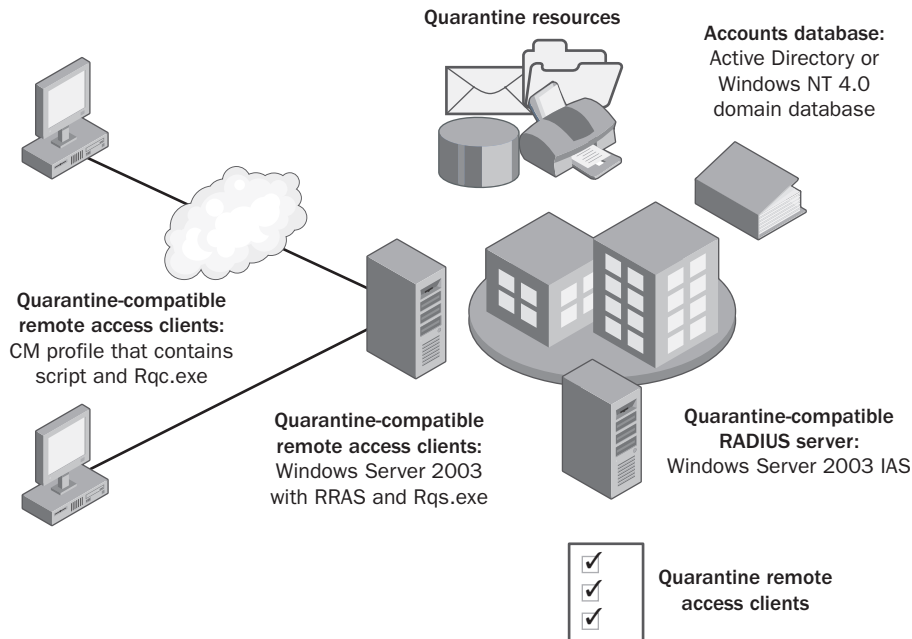 Quarantine resources
Accounts database:
Active Directory or
Windows NT 4.0
domain database
Quarantine-compatible
remote access clients:
CM profile that contains
script and Rqc.exe
Quarantine-compatible
remote access clients:
Windows Server 2003
with RRAS and Rqs.exe
Quarantine-compatible
RADIUS server:
Windows Server 2003 IAS
Quarantine remote
access clients